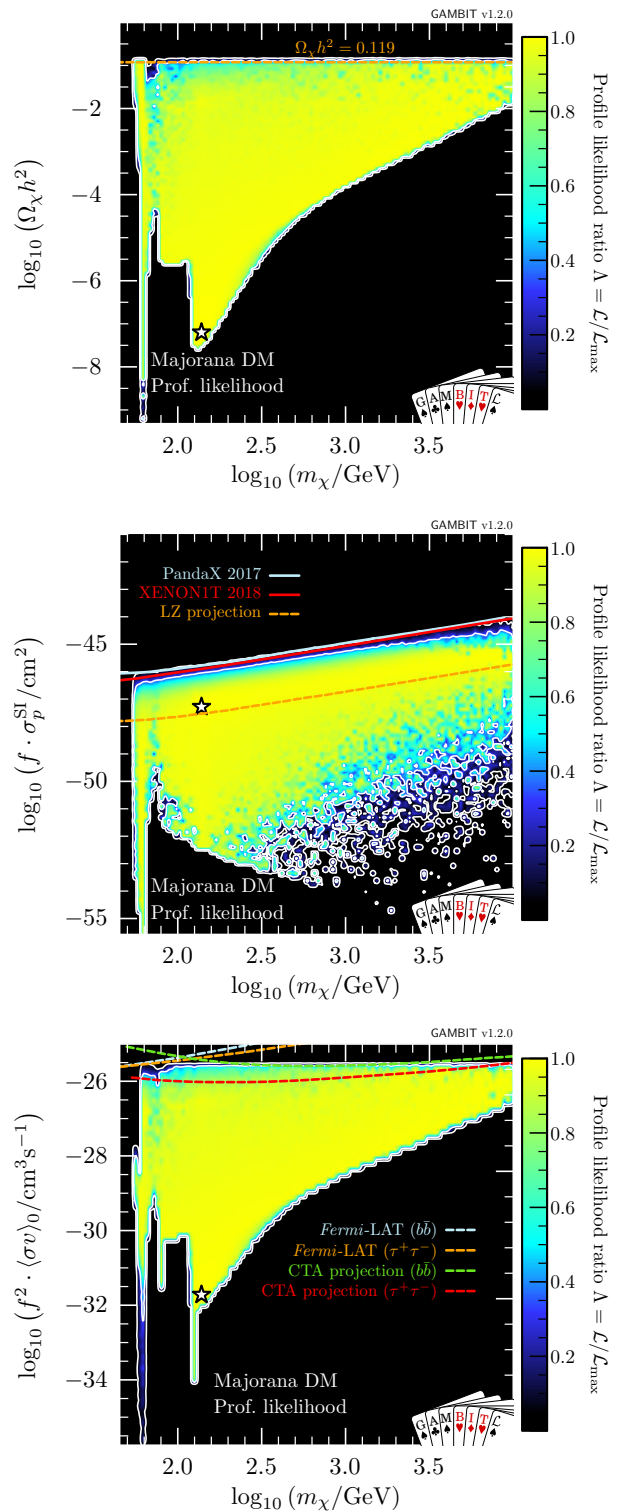 GAMBIT v1.2.0
Ωχh² = 0.119
−2
−4
−6
−8
log₁₀ (Ωχh²)
Majorana DM
Prof. likelihood
GAMBIT
2.0 2.5 3.0 3.5
log₁₀ (mχ/GeV)
1.0
0.8
0.6
0.4
0.2
Profile likelihood ratio Λ = ℒ/ℒmax
GAMBIT v1.2.0
PandaX 2017
XENON1T 2018
LZ projection
−45
−50
−55
log₁₀ (f · σₚ^SI/cm²)
Majorana DM
Prof. likelihood
GAMBIT
2.0 2.5 3.0 3.5
log₁₀ (mχ/GeV)
1.0
0.8
0.6
0.4
0.2
Profile likelihood ratio Λ = ℒ/ℒmax
GAMBIT v1.2.0
−26
−28
−30
−32
−34
log₁₀ (f² · ⟨σv⟩₀/cm³s⁻¹)
Fermi-LAT (bb̄)
Fermi-LAT (τ⁺τ⁻)
CTA projection (bb̄)
CTA projection (τ⁺τ⁻)
Majorana DM
Prof. likelihood
GAMBIT
2.0 2.5 3.0 3.5
log₁₀ (mχ/GeV)
1.0
0.8
0.6
0.4
0.2
Profile likelihood ratio Λ = ℒ/ℒmax